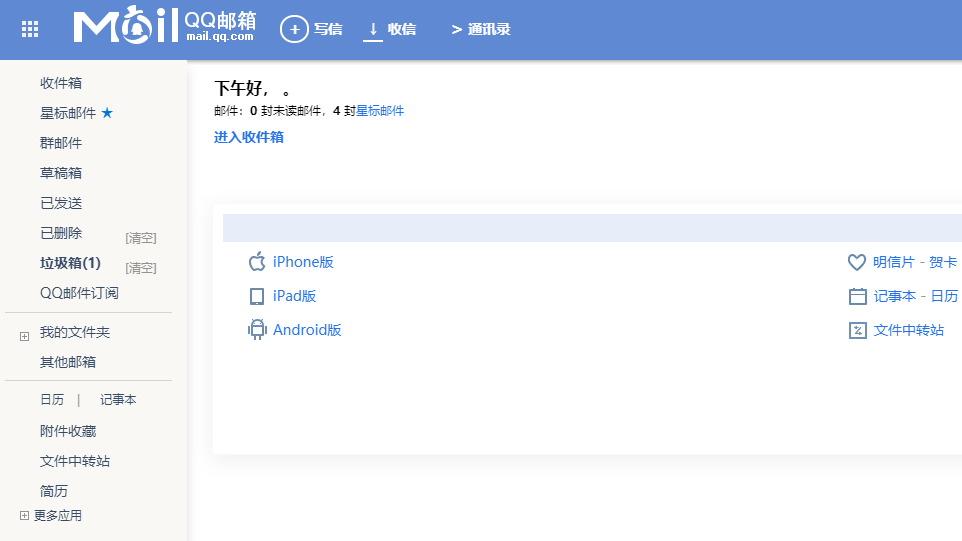 Mail QQ邮箱 mail.qq.com 写信 收信 > 通讯录
收件箱
星标邮件 ★
群邮件
草稿箱
已发送
已删除 [清空]
垃圾箱(1) [清空]
QQ邮件订阅
我的文件夹
其他邮箱
日历 | 记事本
附件收藏
文件中转站
简历
更多应用
下午好，。
邮件：0 封未读邮件，4 封星标邮件
进入收件箱
iPhone版
iPad版
Android版
明信片 - 贺卡
记事本 - 日历
文件中转站